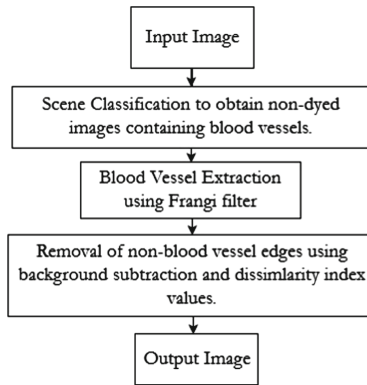 Input Image
Scene Classification to obtain non-dyed
images containing blood vessels.
Blood Vessel Extraction
using Frangi filter
Removal of non-blood vessel edges using
background subtraction and dissimlarity index
values.
Output Image